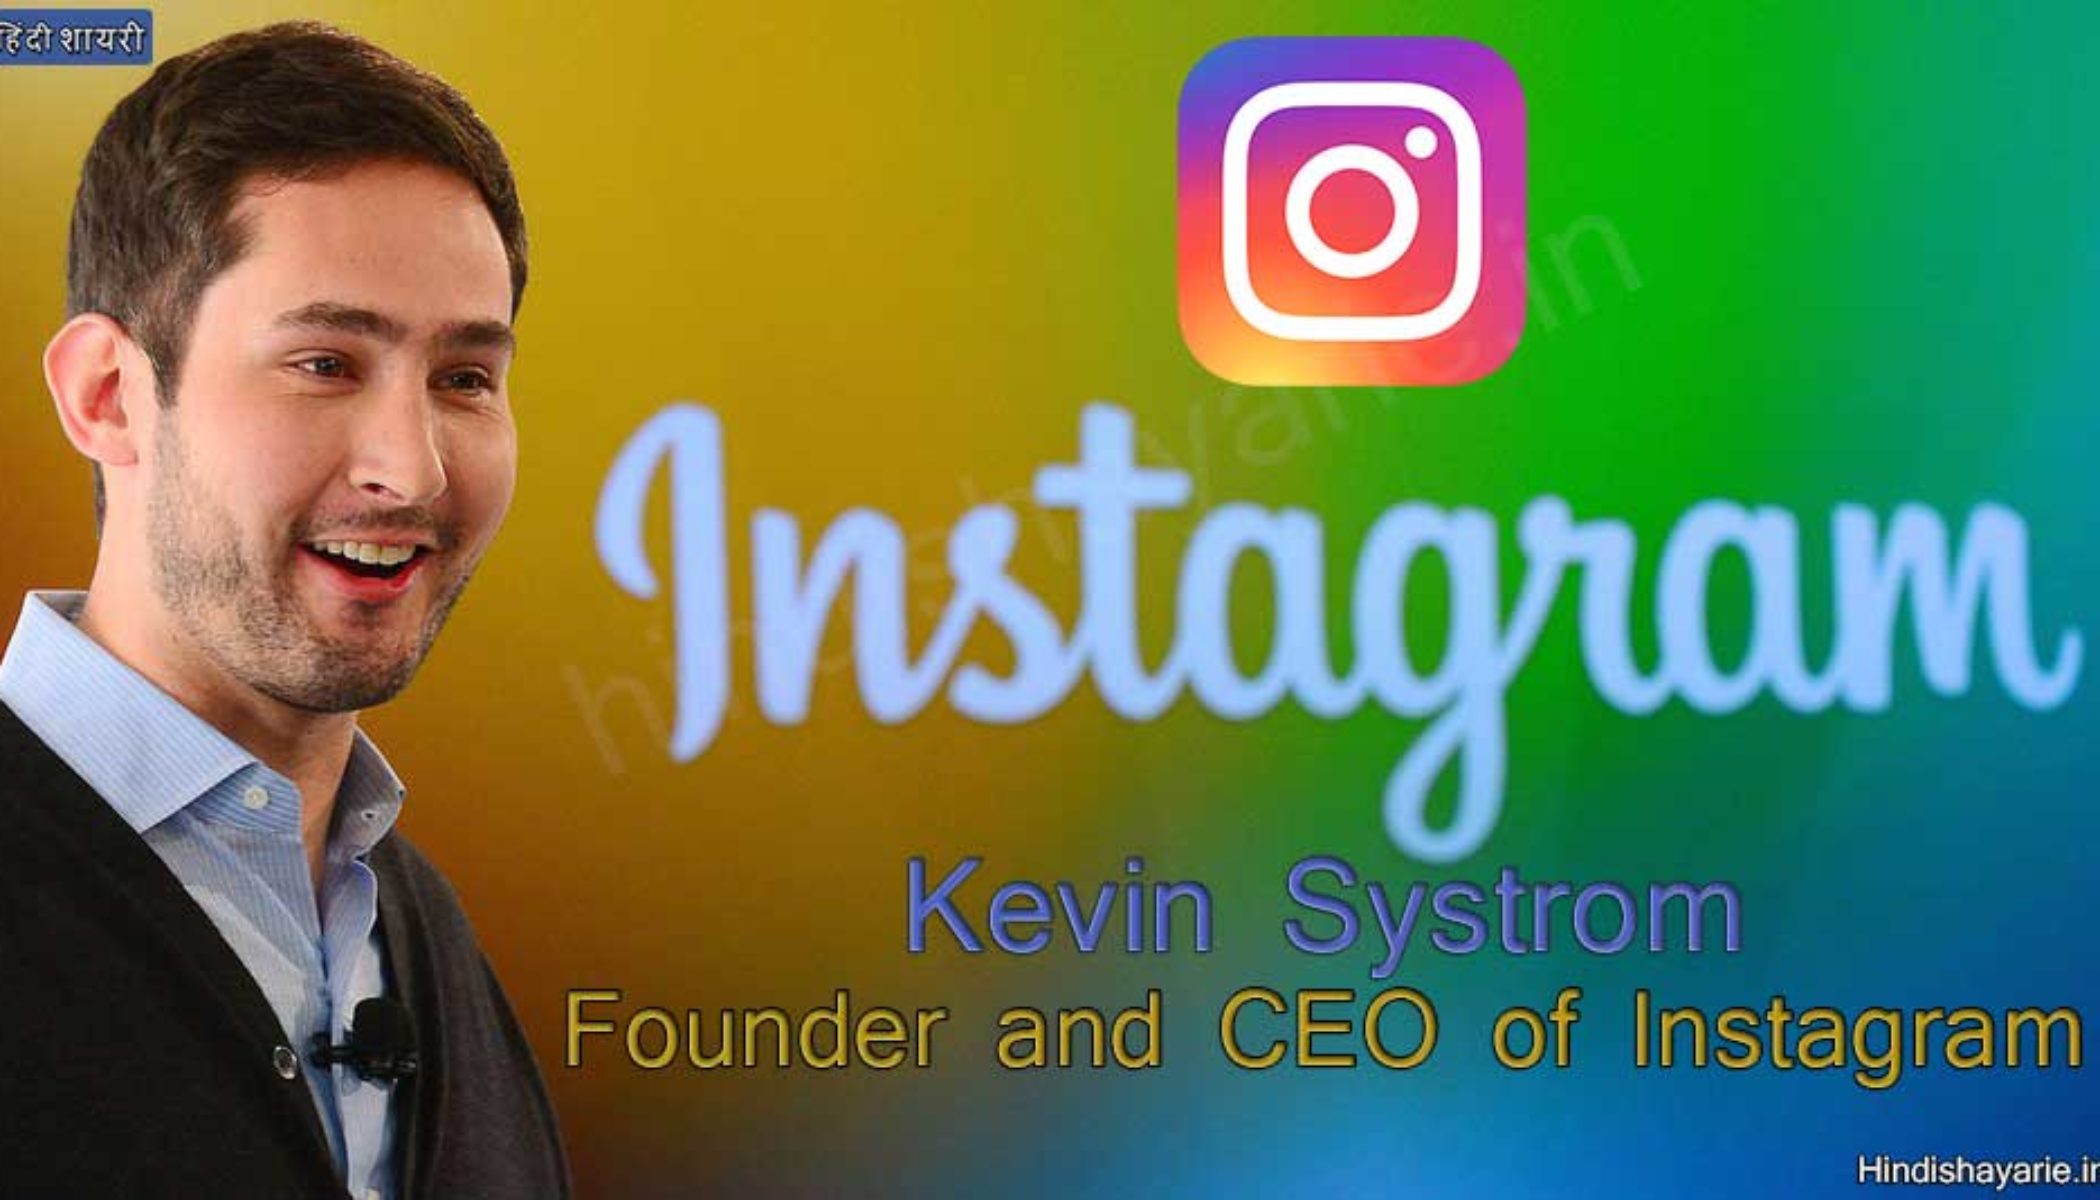 हिंदी शायरी
Instagram
Kevin Systrom
Founder and CEO of Instagram
Hindishayarie.in